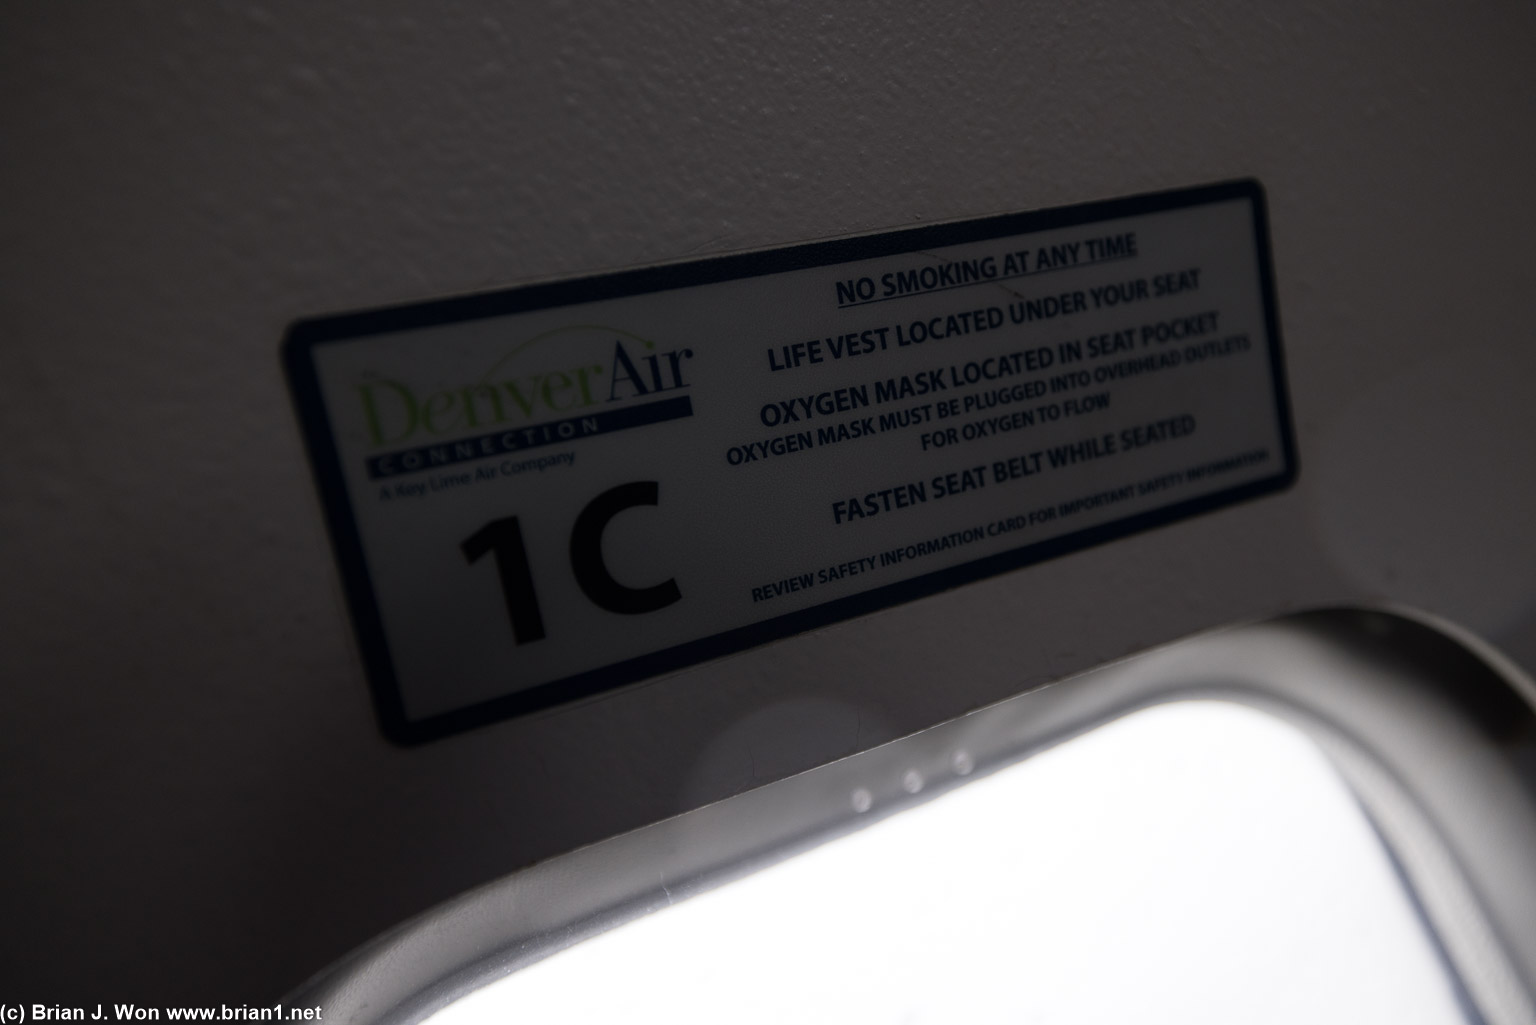 The
DenverAir
CONNECTION
A Key Lime Air Company
1C
NO SMOKING AT ANY TIME
LIFE VEST LOCATED UNDER YOUR SEAT
OXYGEN MASK LOCATED IN SEAT POCKET
OXYGEN MASK MUST BE PLUGGED INTO OVERHEAD OUTLETS
FOR OXYGEN TO FLOW
FASTEN SEAT BELT WHILE SEATED
REVIEW SAFETY INFORMATION CARD FOR IMPORTANT SAFETY INFORMATION
(c) Brian J. Won www.brian1.net